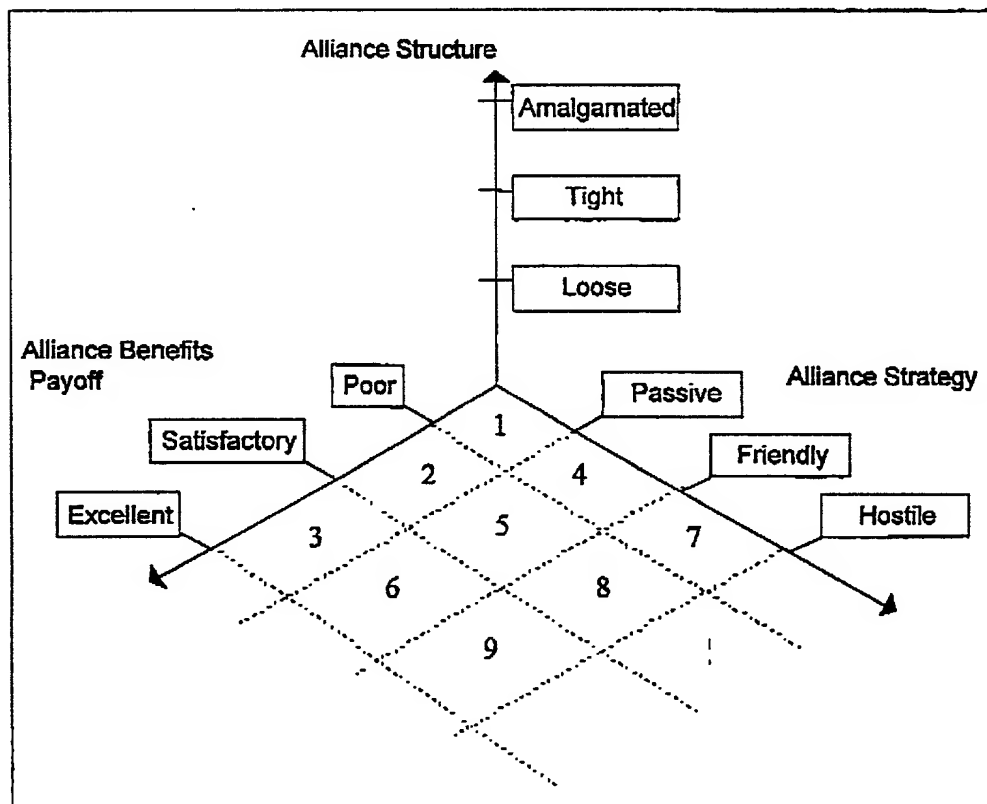 Alliance Structure
Amalgamated
Tight
Loose
Alliance Benefits
Payoff
Poor
Passive
Alliance Strategy
Satisfactory
Friendly
Excellent
Hostile
1
2
4
3
5
7
6
8
9